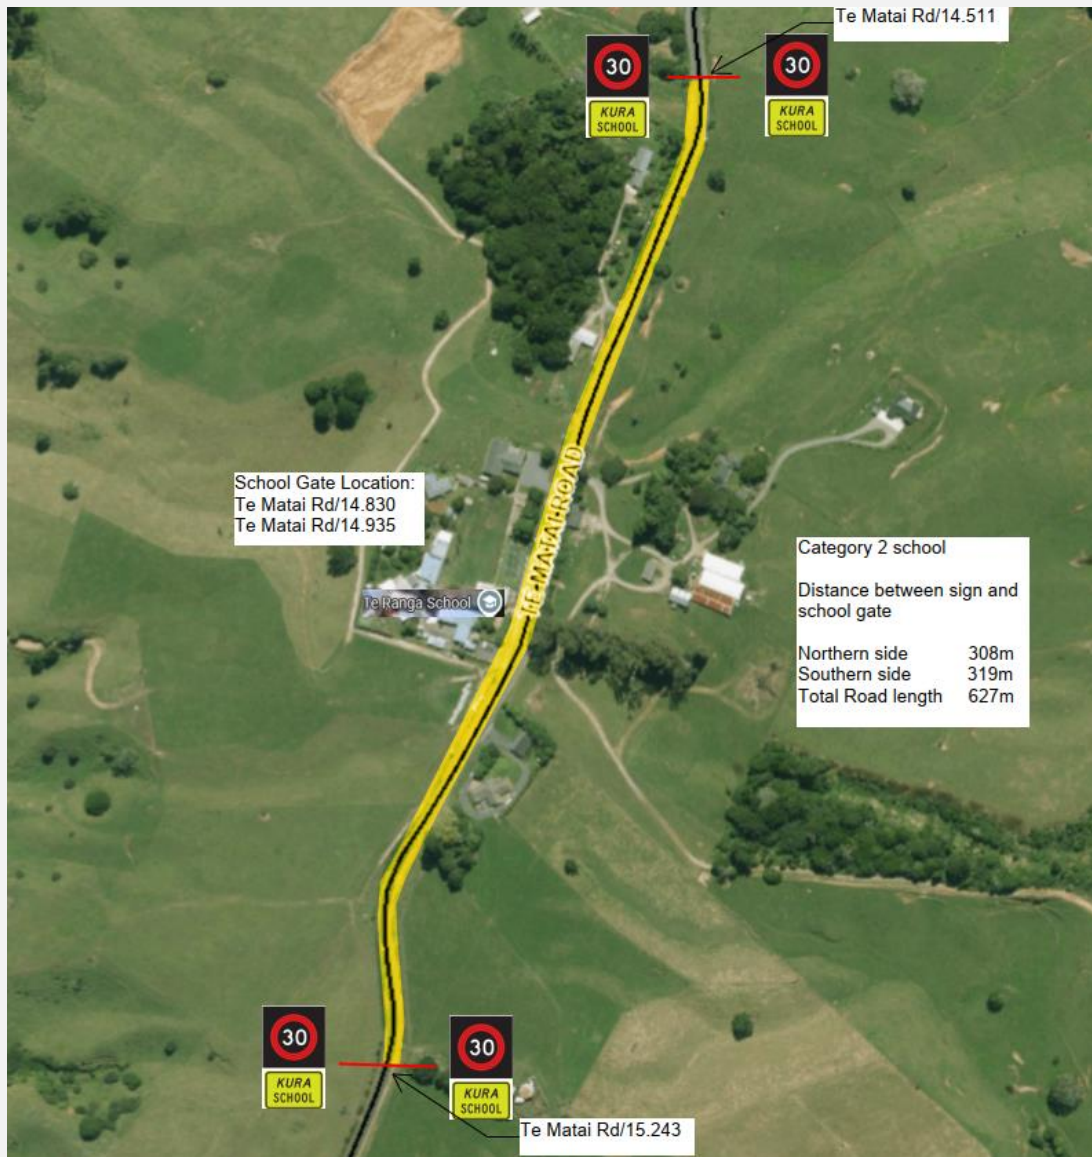 Te Matai Rd/14.511
30
KURA
SCHOOL
30
KURA
SCHOOL
TE MATAI ROAD
School Gate Location:
Te Matai Rd/14.830
Te Matai Rd/14.935
Te Ranga School
Category 2 school
Distance between sign and
school gate
Northern side 308m
Southern side 319m
Total Road length 627m
30
KURA
SCHOOL
30
KURA
SCHOOL
Te Matai Rd/15.243